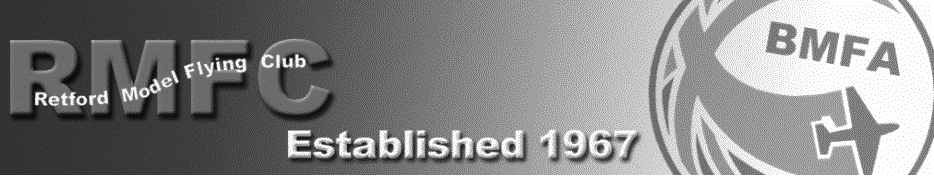 RMFC
Retford Model Flying Club
Established 1967
BMFA